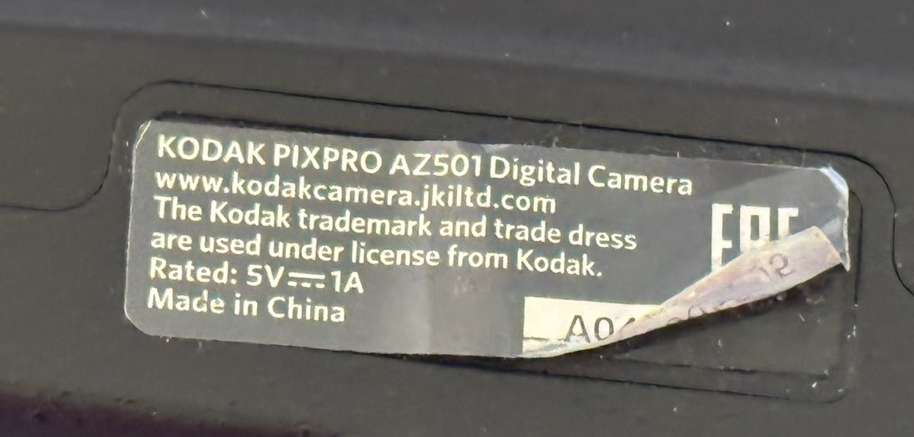 KODAK PIXPRO AZ501 Digital Camera
www.kodakcamera.jkiltd.com
The Kodak trademark and trade dress
are used under license from Kodak.
Rated: 5V⎓1A
Made in China
EAC